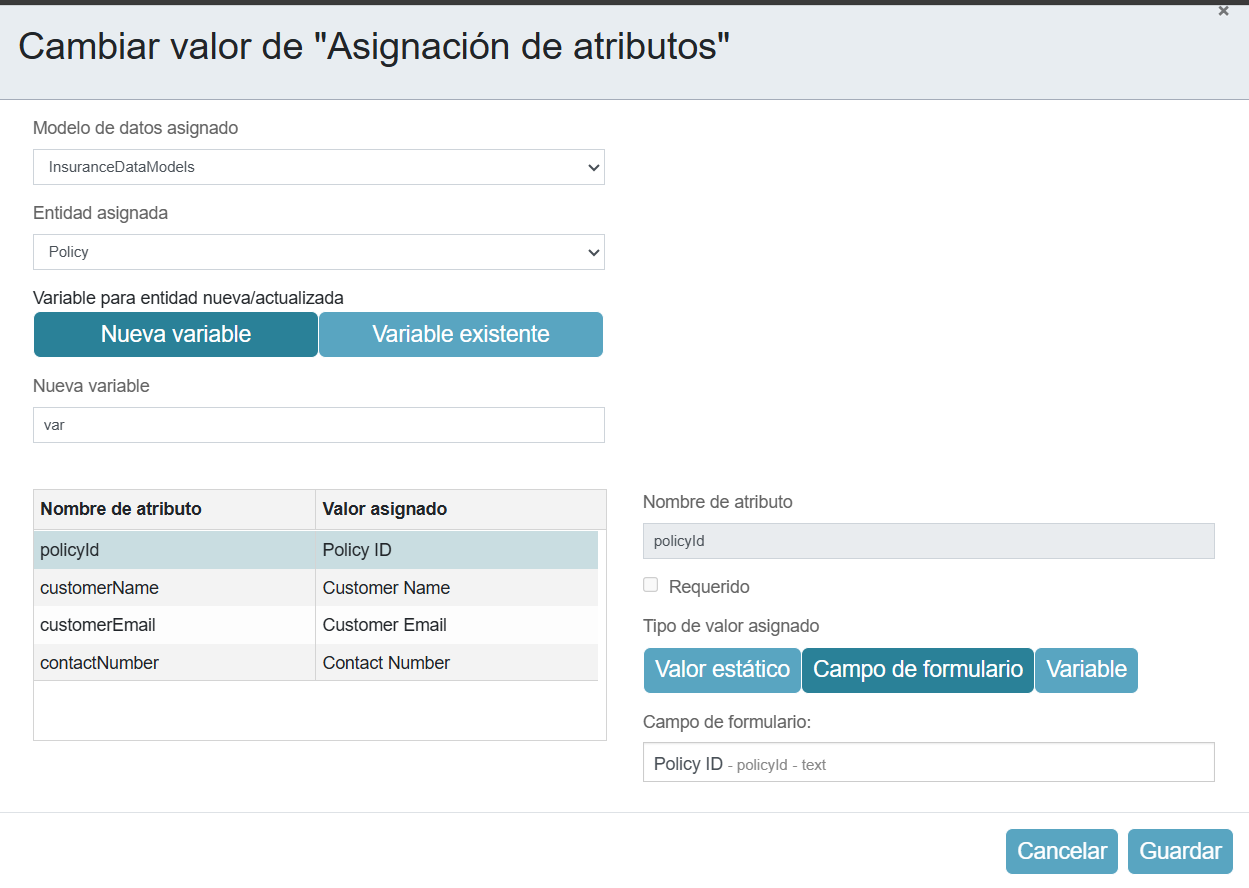 ×
Cambiar valor de "Asignación de atributos"
Modelo de datos asignado
InsuranceDataModels
Entidad asignada
Policy
Variable para entidad nueva/actualizada
Nueva variable Variable existente
Nueva variable
var
Nombre de atributo Valor asignado
policyId Policy ID
customerName Customer Name
customerEmail Customer Email
contactNumber Contact Number
Nombre de atributo
policyId
Requerido
Tipo de valor asignado
Valor estático Campo de formulario Variable
Campo de formulario:
Policy ID - policyId - text
Cancelar Guardar